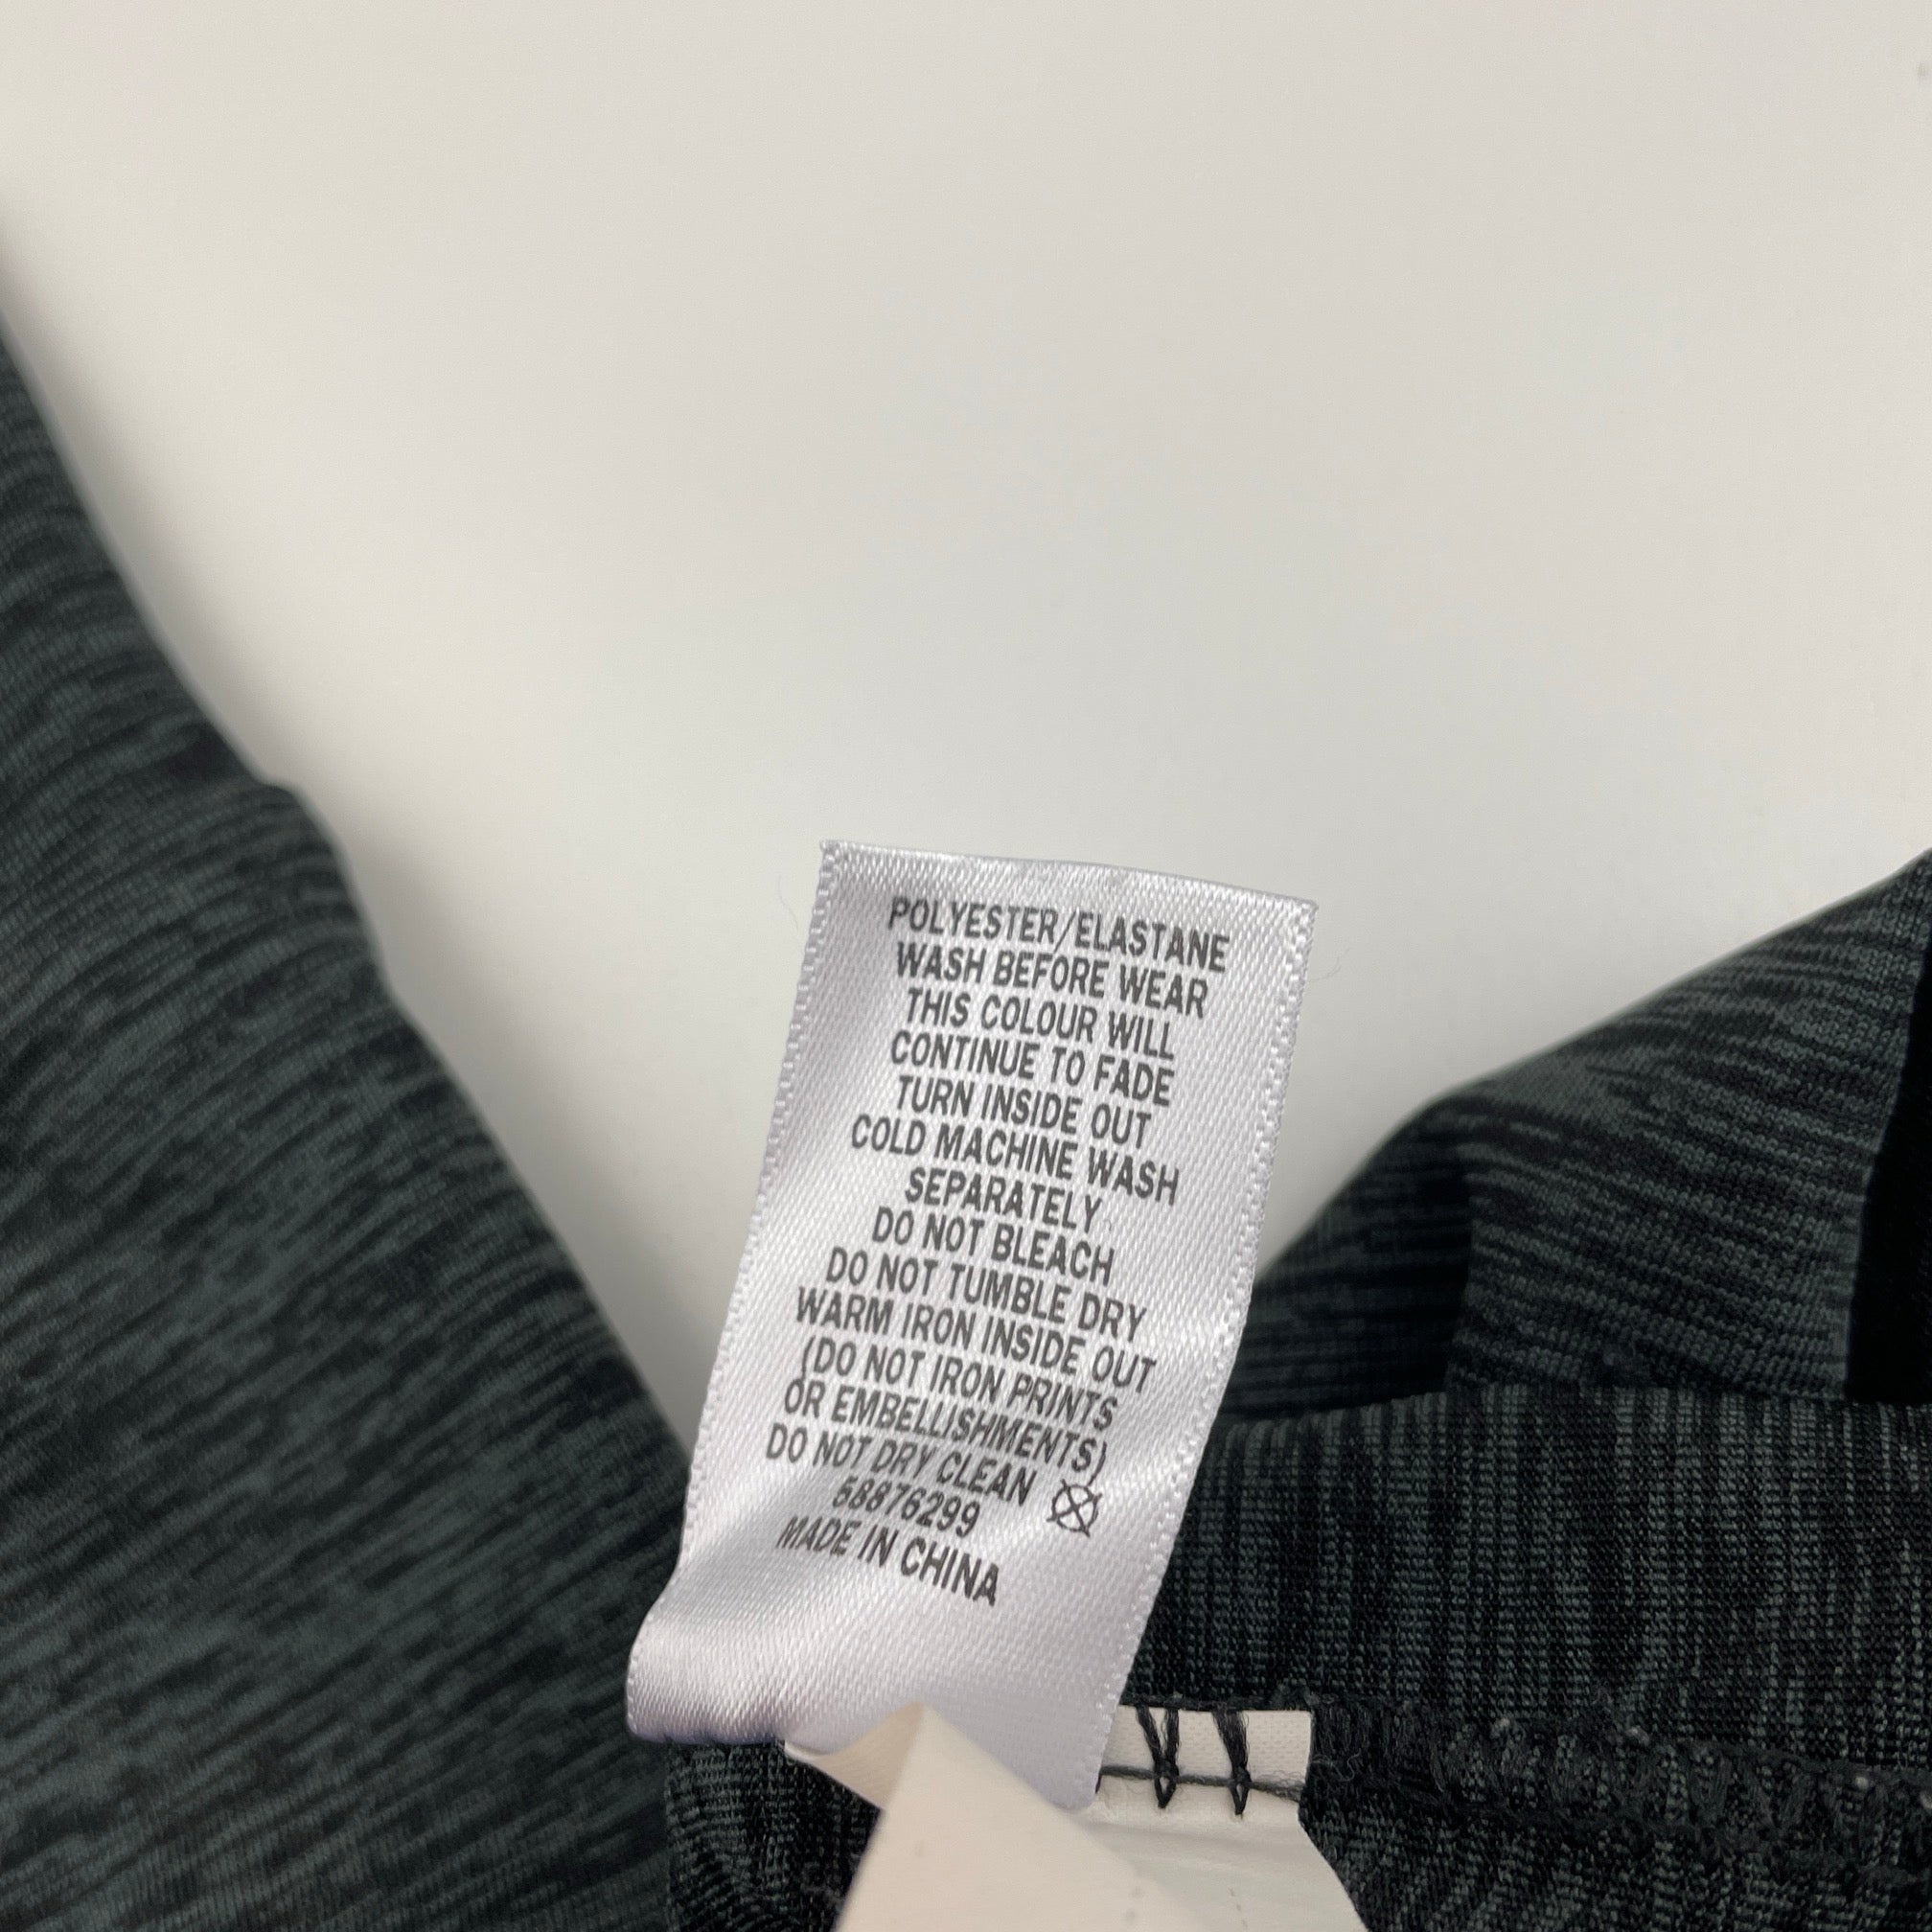 POLYESTER/ELASTANE
WASH BEFORE WEAR
THIS COLOUR WILL
CONTINUE TO FADE
TURN INSIDE OUT
COLD MACHINE WASH
SEPARATELY
DO NOT BLEACH
DO NOT TUMBLE DRY
WARM IRON INSIDE OUT
(DO NOT IRON PRINTS
OR EMBELLISHMENTS)
DO NOT DRY CLEAN
58876299
MADE IN CHINA